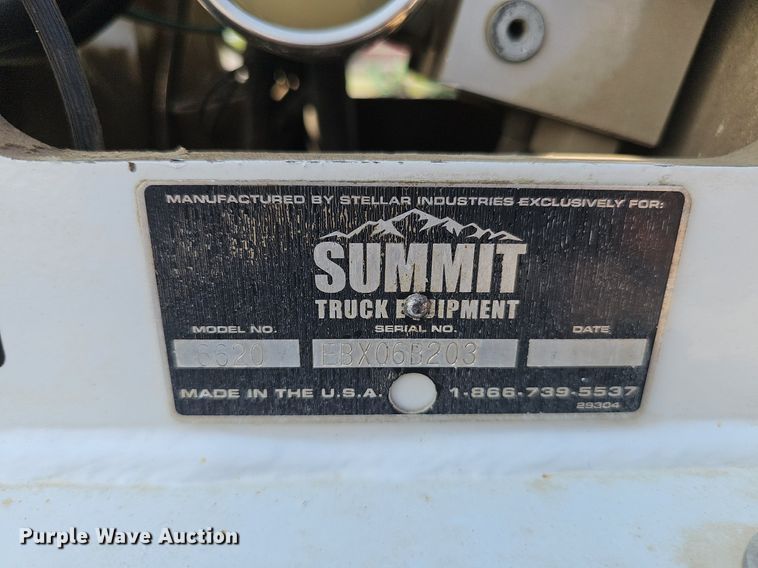 MANUFACTURED BY STELLAR INDUSTRIES EXCLUSIVELY FOR:
SUMMIT
TRUCK EQUIPMENT
MODEL NO. SERIAL NO. DATE
6620 EBX06B203
MADE IN THE U.S.A. 1-866-739-5537
29304
Purple Wave Auction